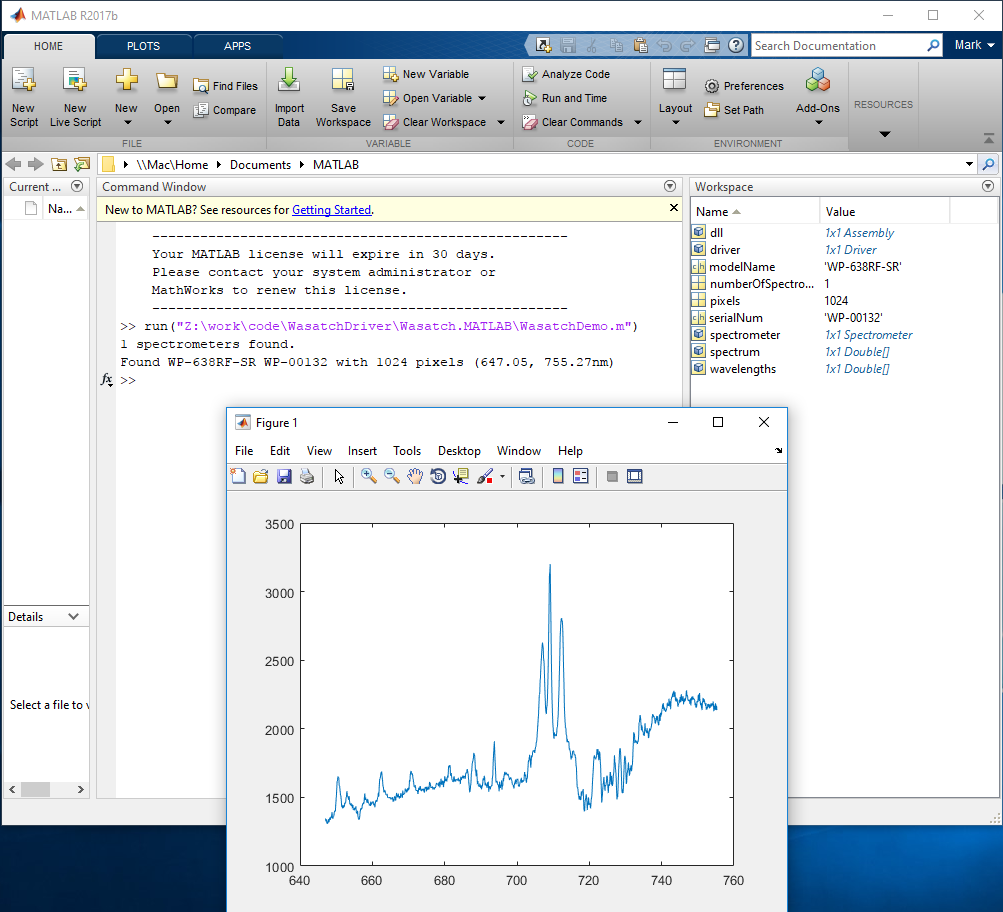 MATLAB R2017b
HOME PLOTS APPS Search Documentation Mark
New Script New Live Script New Open Find Files Compare
Import Data Save Workspace New Variable Open Variable Clear Workspace
Analyze Code Run and Time Clear Commands
Layout Preferences Set Path Add-Ons RESOURCES
FILE VARIABLE CODE ENVIRONMENT
\\Mac\Home Documents MATLAB
Current ... Command Window Workspace
Na...
New to MATLAB? See resources for Getting Started.
--------------------------------------------------
Your MATLAB license will expire in 30 days.
Please contact your system administrator or
MathWorks to renew this license.
--------------------------------------------------
>> run("Z:\work\code\WasatchDriver\Wasatch.MATLAB\WasatchDemo.m")
1 spectrometers found.
Found WP-638RF-SR WP-00132 with 1024 pixels (647.05, 755.27nm)
fx >>
Name Value
dll 1x1 Assembly
driver 1x1 Driver
ch modelName 'WP-638RF-SR'
numberOfSpectro... 1
pixels 1024
ch serialNum 'WP-00132'
spectrometer 1x1 Spectrometer
spectrum 1x1 Double[]
wavelengths 1x1 Double[]
Details
Select a file to v
Figure 1
File Edit View Insert Tools Desktop Window Help
3500
3000
2500
2000
1500
1000
640 660 680 700 720 740 760